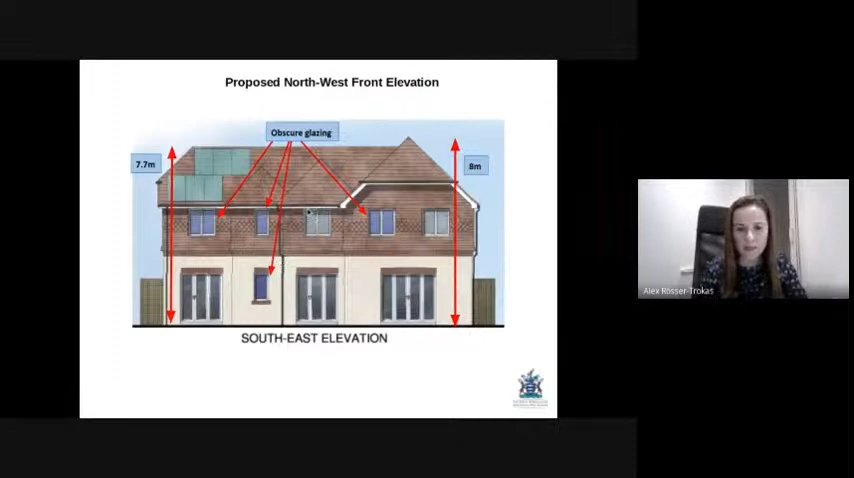 Proposed North-West Front Elevation
Obscure glazing
7.7m
8m
SOUTH-EAST ELEVATION
Alex Rosser-Trokas